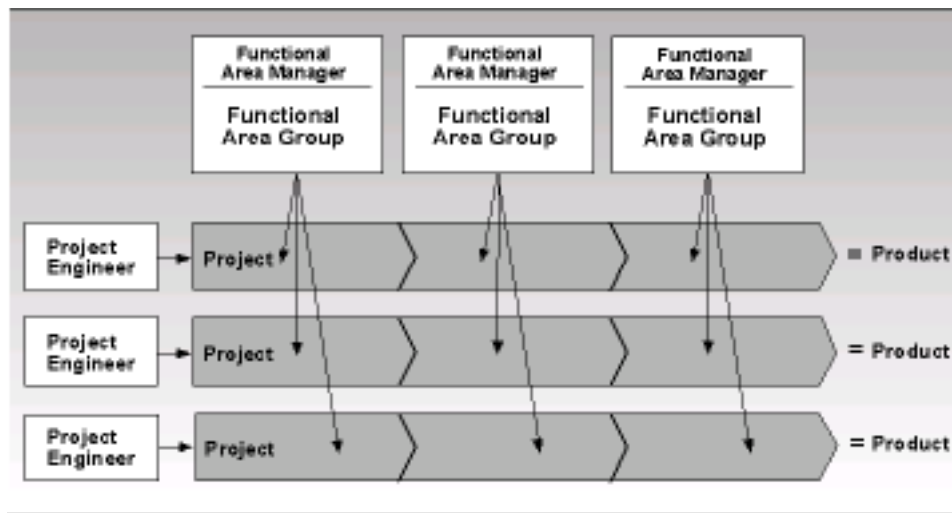 Functional
Area Manager
Functional
Area Group
Functional
Area Manager
Functional
Area Group
Functional
Area Manager
Functional
Area Group
Project
Engineer
Project
= Product
Project
Engineer
Project
= Product
Project
Engineer
Project
= Product